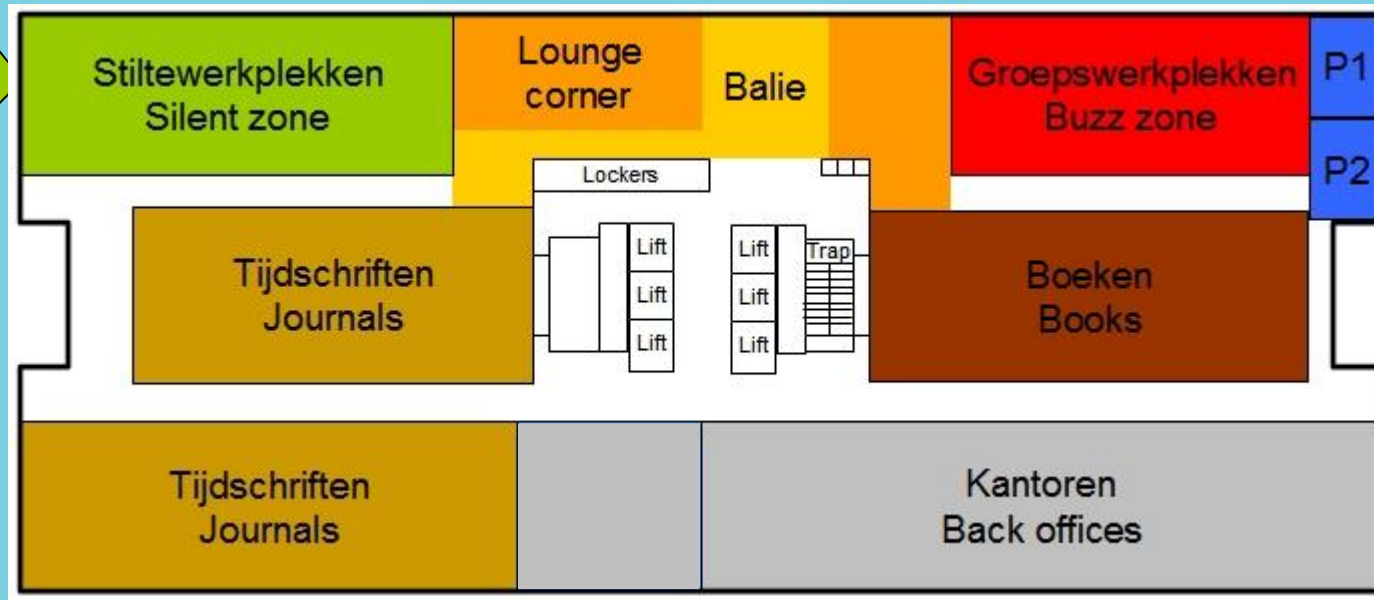 Stiltewerkplekken
Silent zone
Lounge
corner
Balie
Groepswerkplekken
Buzz zone
P1
P2
Lockers
Tijdschriften
Journals
Lift
Lift
Lift
Lift
Lift
Lift
Trap
Boeken
Books
Tijdschriften
Journals
Kantoren
Back offices